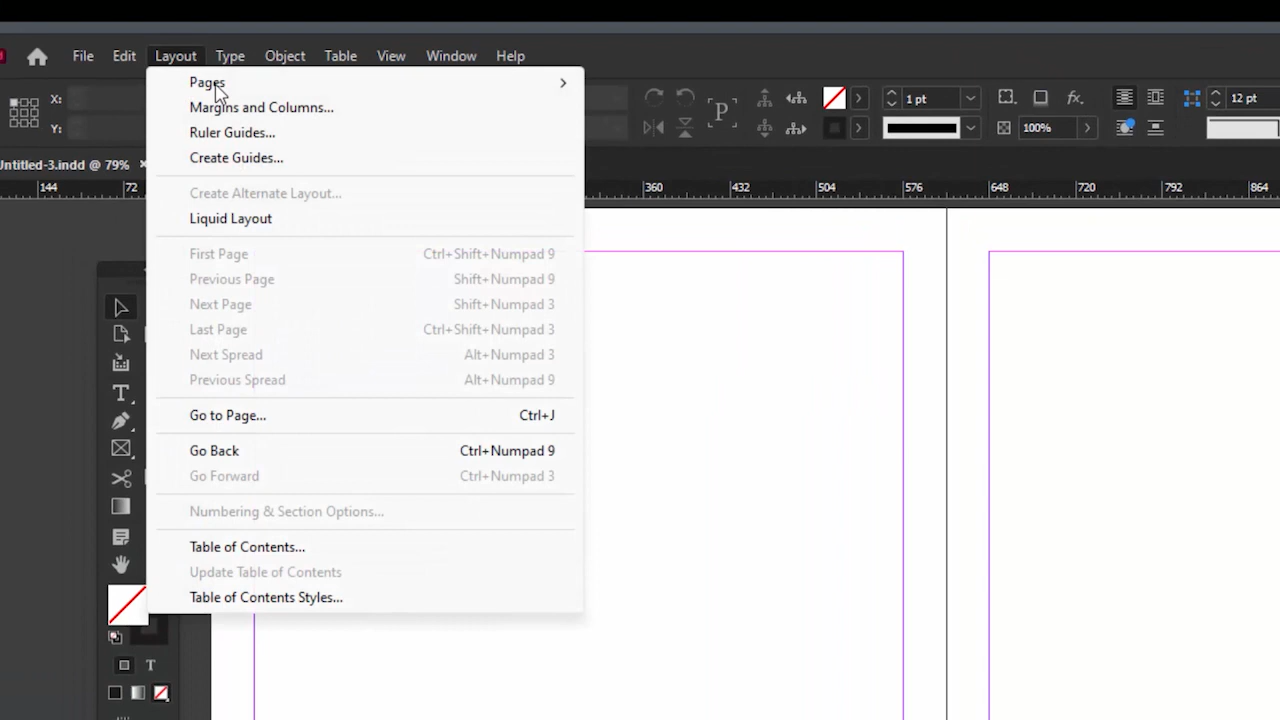 File Edit Layout Type Object Table View Window Help
X:
Y:
P
1 pt
fx.
12 pt
100%
Untitled-3.indd @ 79% ×
144 72 360 432 504 576 648 720 792 864
Pages
Margins and Columns...
Ruler Guides...
Create Guides...
Create Alternate Layout...
Liquid Layout
First Page Ctrl+Shift+Numpad 9
Previous Page Shift+Numpad 9
Next Page Shift+Numpad 3
Last Page Ctrl+Shift+Numpad 3
Next Spread Alt+Numpad 3
Previous Spread Alt+Numpad 9
Go to Page... Ctrl+J
Go Back Ctrl+Numpad 9
Go Forward Ctrl+Numpad 3
Numbering & Section Options...
Table of Contents...
Update Table of Contents
Table of Contents Styles...
T
T